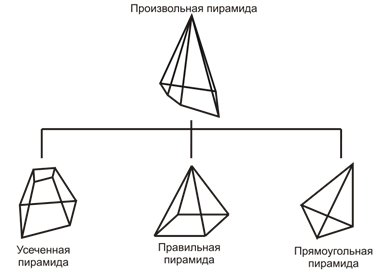 Произвольная пирамида
Усеченная
пирамида
Правильная
пирамида
Прямоугольная
пирамида